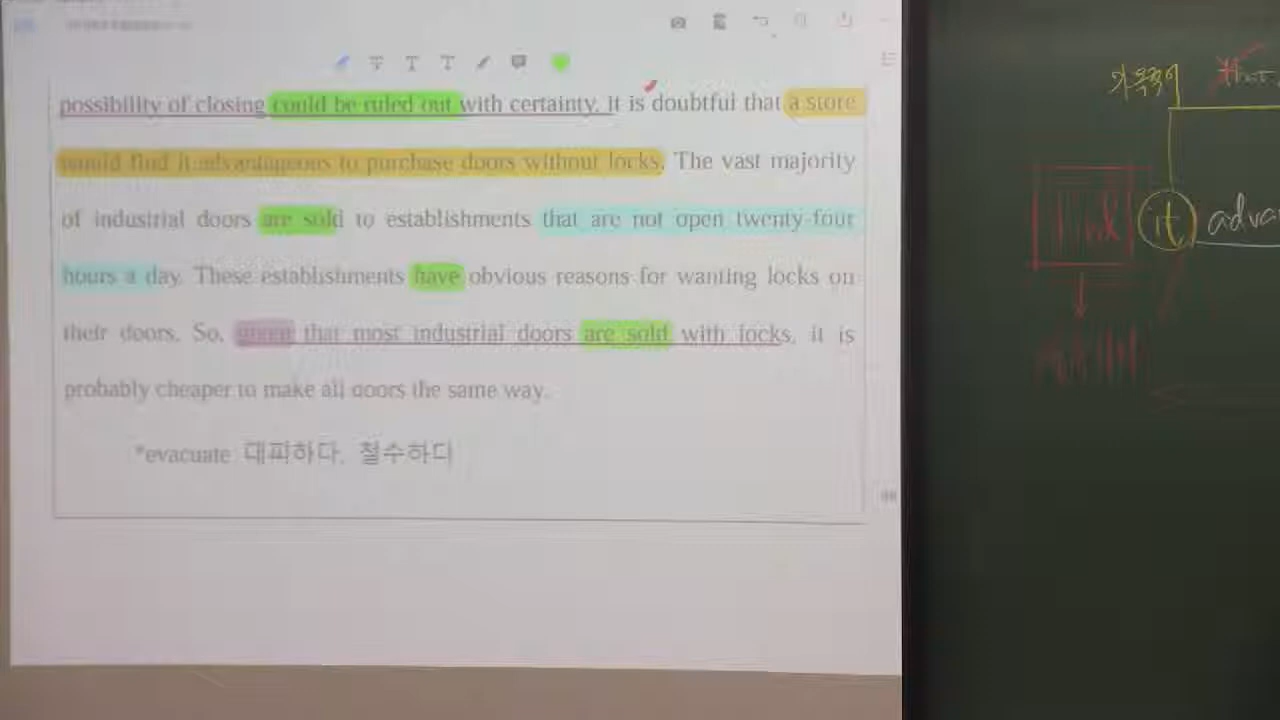 possibility of closing could be ruled out with certainty. It is doubtful that a store
would find it advantageous to purchase doors without locks. The vast majority
of industrial doors are sold to establishments that are not open twenty-four
hours a day. These establishments have obvious reasons for wanting locks on
their doors. So, given that most industrial doors are sold with locks, it is
probably cheaper to make all doors the same way.
*evacuate 대피하다, 철수하다
가목적어
it adva